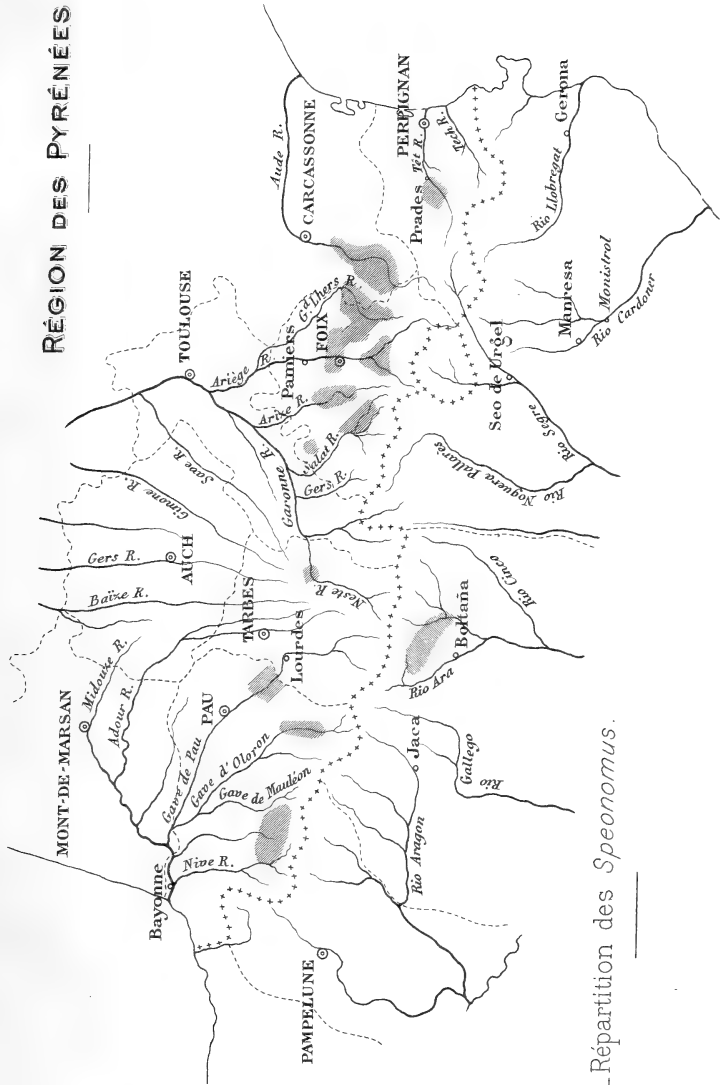 RÉGION DES PYRÉNÉES
MONT-DE-MARSAN
Midouze R.
Adour R.
Bayonne
Nive R.
Gave de Pau
PAU
Gave d'Oloron
Gave de Mauléon
Baïze R.
Gers R.
AUCH
TARBES
Lourdes
Gimone R.
Save R.
Garonne R.
Neste R.
Gers. R.
Salat R.
Arize R.
Ariège R.
TOULOUSE
Pamiers
FOIX
Gd Lhers R.
Aude R.
CARCASSONNE
PERPIGNAN
Prades
Têt R.
Tech R.
PAMPELUNE
Rio Aragon
Jaca
Rio Gallego
Rio Ara
Boltaña
Rio Cinco
Rio Noguera Pallares
Rio Segre
Seo de Urgel
Manresa
Monistrol
Rio Cardoner
Rio Llobregat
Gerona
Répartition des Speonomus.